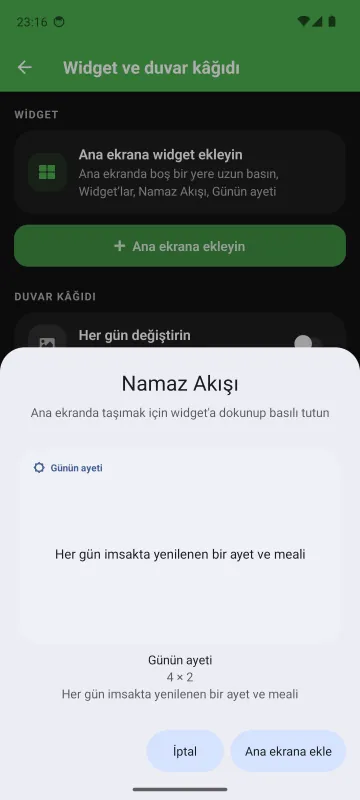 23:16
Widget ve duvar kâğıdı
WİDGET
Ana ekrana widget ekleyin
Ana ekranda boş bir yere uzun basın,
Widget'lar, Namaz Akışı, Günün ayeti
+ Ana ekrana ekleyin
DUVAR KÂĞIDI
Her gün değiştirin
Namaz Akışı
Ana ekranda taşımak için widget'a dokunup basılı tutun
Günün ayeti
Her gün imsakta yenilenen bir ayet ve meali
Günün ayeti
4 × 2
Her gün imsakta yenilenen bir ayet ve meali
İptal
Ana ekrana ekle